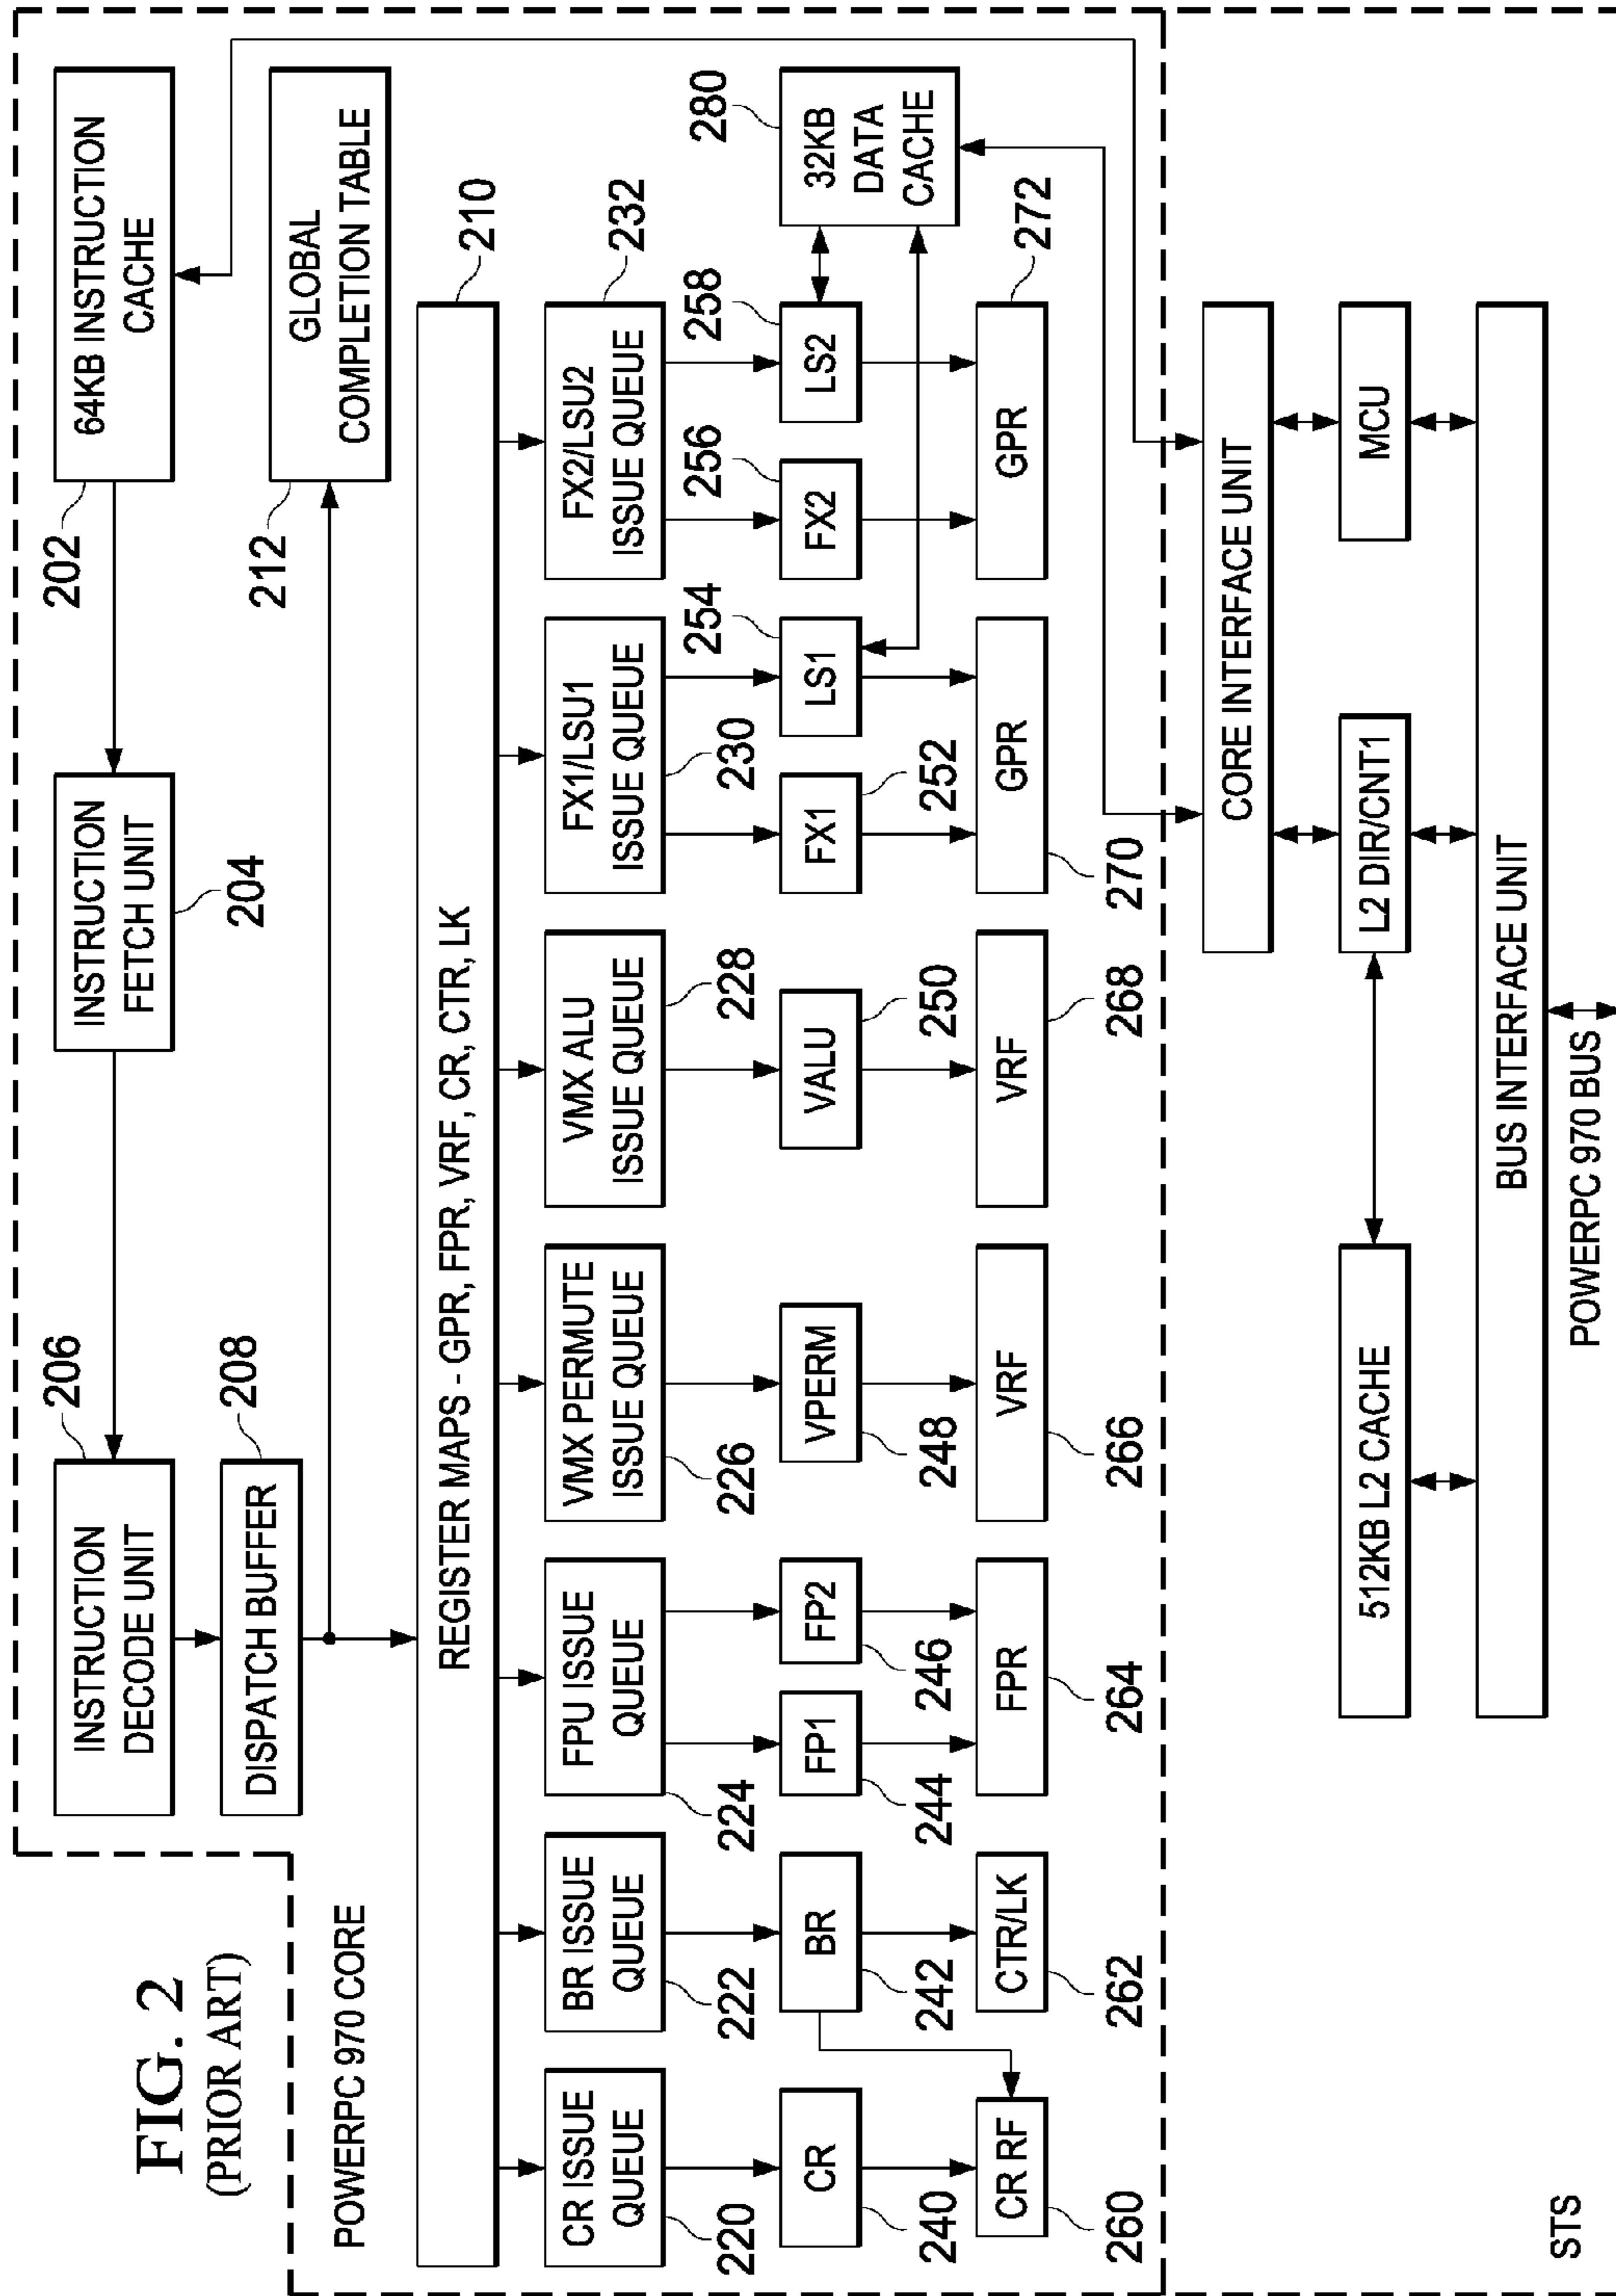 FIG. 2
(PRIOR ART)
206
202
INSTRUCTION
DECODE UNIT
INSTRUCTION
FETCH UNIT
64KB INSTRUCTION
CACHE
204
208
212
DISPATCH BUFFER
GLOBAL
COMPLETION TABLE
POWERPC 970 CORE
REGISTER MAPS - GPR, FPR, VRF, CR, CTR, LK
210
CR ISSUE
QUEUE
BR ISSUE
QUEUE
FPU ISSUE
QUEUE
VMX PERMUTE
ISSUE QUEUE
VMX ALU
ISSUE QUEUE
FX1/LSU1
ISSUE QUEUE
FX2/LSU2
ISSUE QUEUE
232
220
222
224
226
228
230
254
256
258
280
CR
BR
FP1
FP2
VPERM
VALU
FX1
LS1
FX2
LS2
32KB
DATA
CACHE
240
242
244
246
248
250
252
272
CR RF
CTR/LK
FPR
VRF
VRF
GPR
GPR
260
262
264
266
268
270
CORE INTERFACE UNIT
512KB L2 CACHE
L2 DIR/CNT1
MCU
BUS INTERFACE UNIT
STS
POWERPC 970 BUS